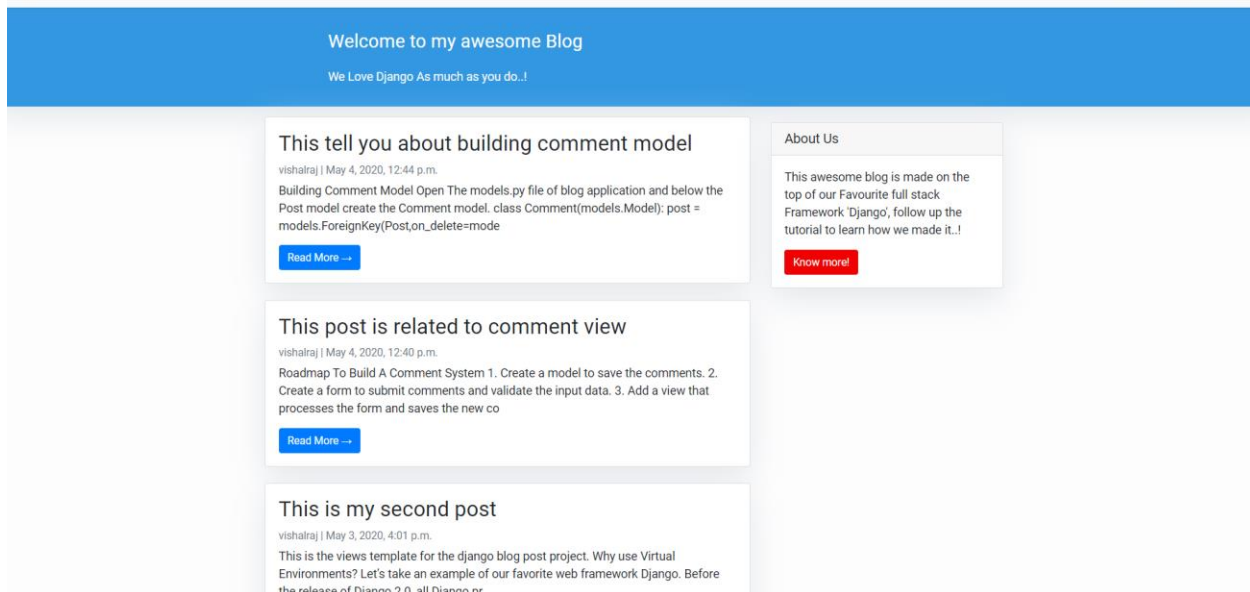 Welcome to my awesome Blog
We Love Django As much as you do..!
This tell you about building comment model
vishalraj | May 4, 2020, 12:44 p.m.
Building Comment Model Open The models.py file of blog application and below the
Post model create the Comment model. class Comment(models.Model): post =
models.ForeignKey(Post,on_delete=mode
Read More →
This post is related to comment view
vishalraj | May 4, 2020, 12:40 p.m.
Roadmap To Build A Comment System 1. Create a model to save the comments. 2.
Create a form to submit comments and validate the input data. 3. Add a view that
processes the form and saves the new co
Read More →
This is my second post
vishalraj | May 3, 2020, 4:01 p.m.
This is the views template for the django blog post project. Why use Virtual
Environments? Let's take an example of our favorite web framework Django. Before
the release of Django 2.0, all Django pr
About Us
This awesome blog is made on the
top of our Favourite full stack
Framework 'Django', follow up the
tutorial to learn how we made it..!
Know more!